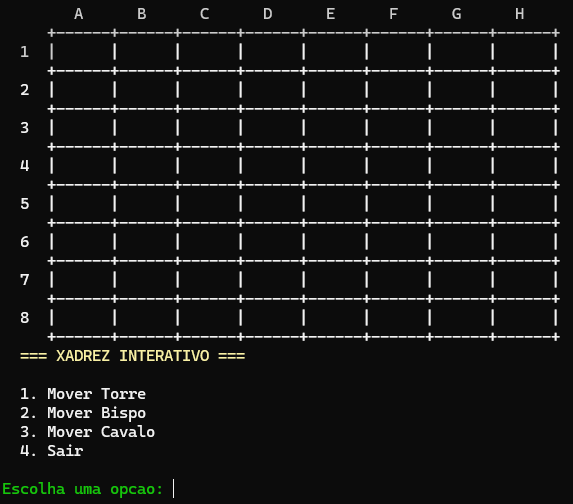 A B C D E F G H
1
2
3
4
5
6
7
8
=== XADREZ INTERATIVO ===
1. Mover Torre
2. Mover Bispo
3. Mover Cavalo
4. Sair
Escolha uma opcao: